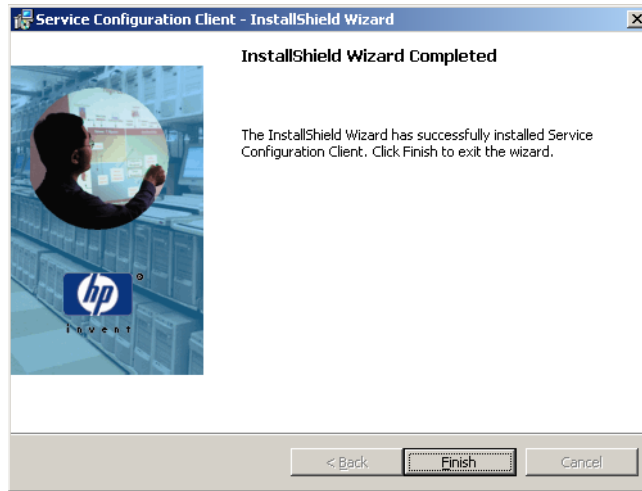 Service Configuration Client - InstallShield Wizard
InstallShield Wizard Completed
The InstallShield Wizard has successfully installed Service
Configuration Client. Click Finish to exit the wizard.
hp
®
invent
< Back
Finish
Cancel